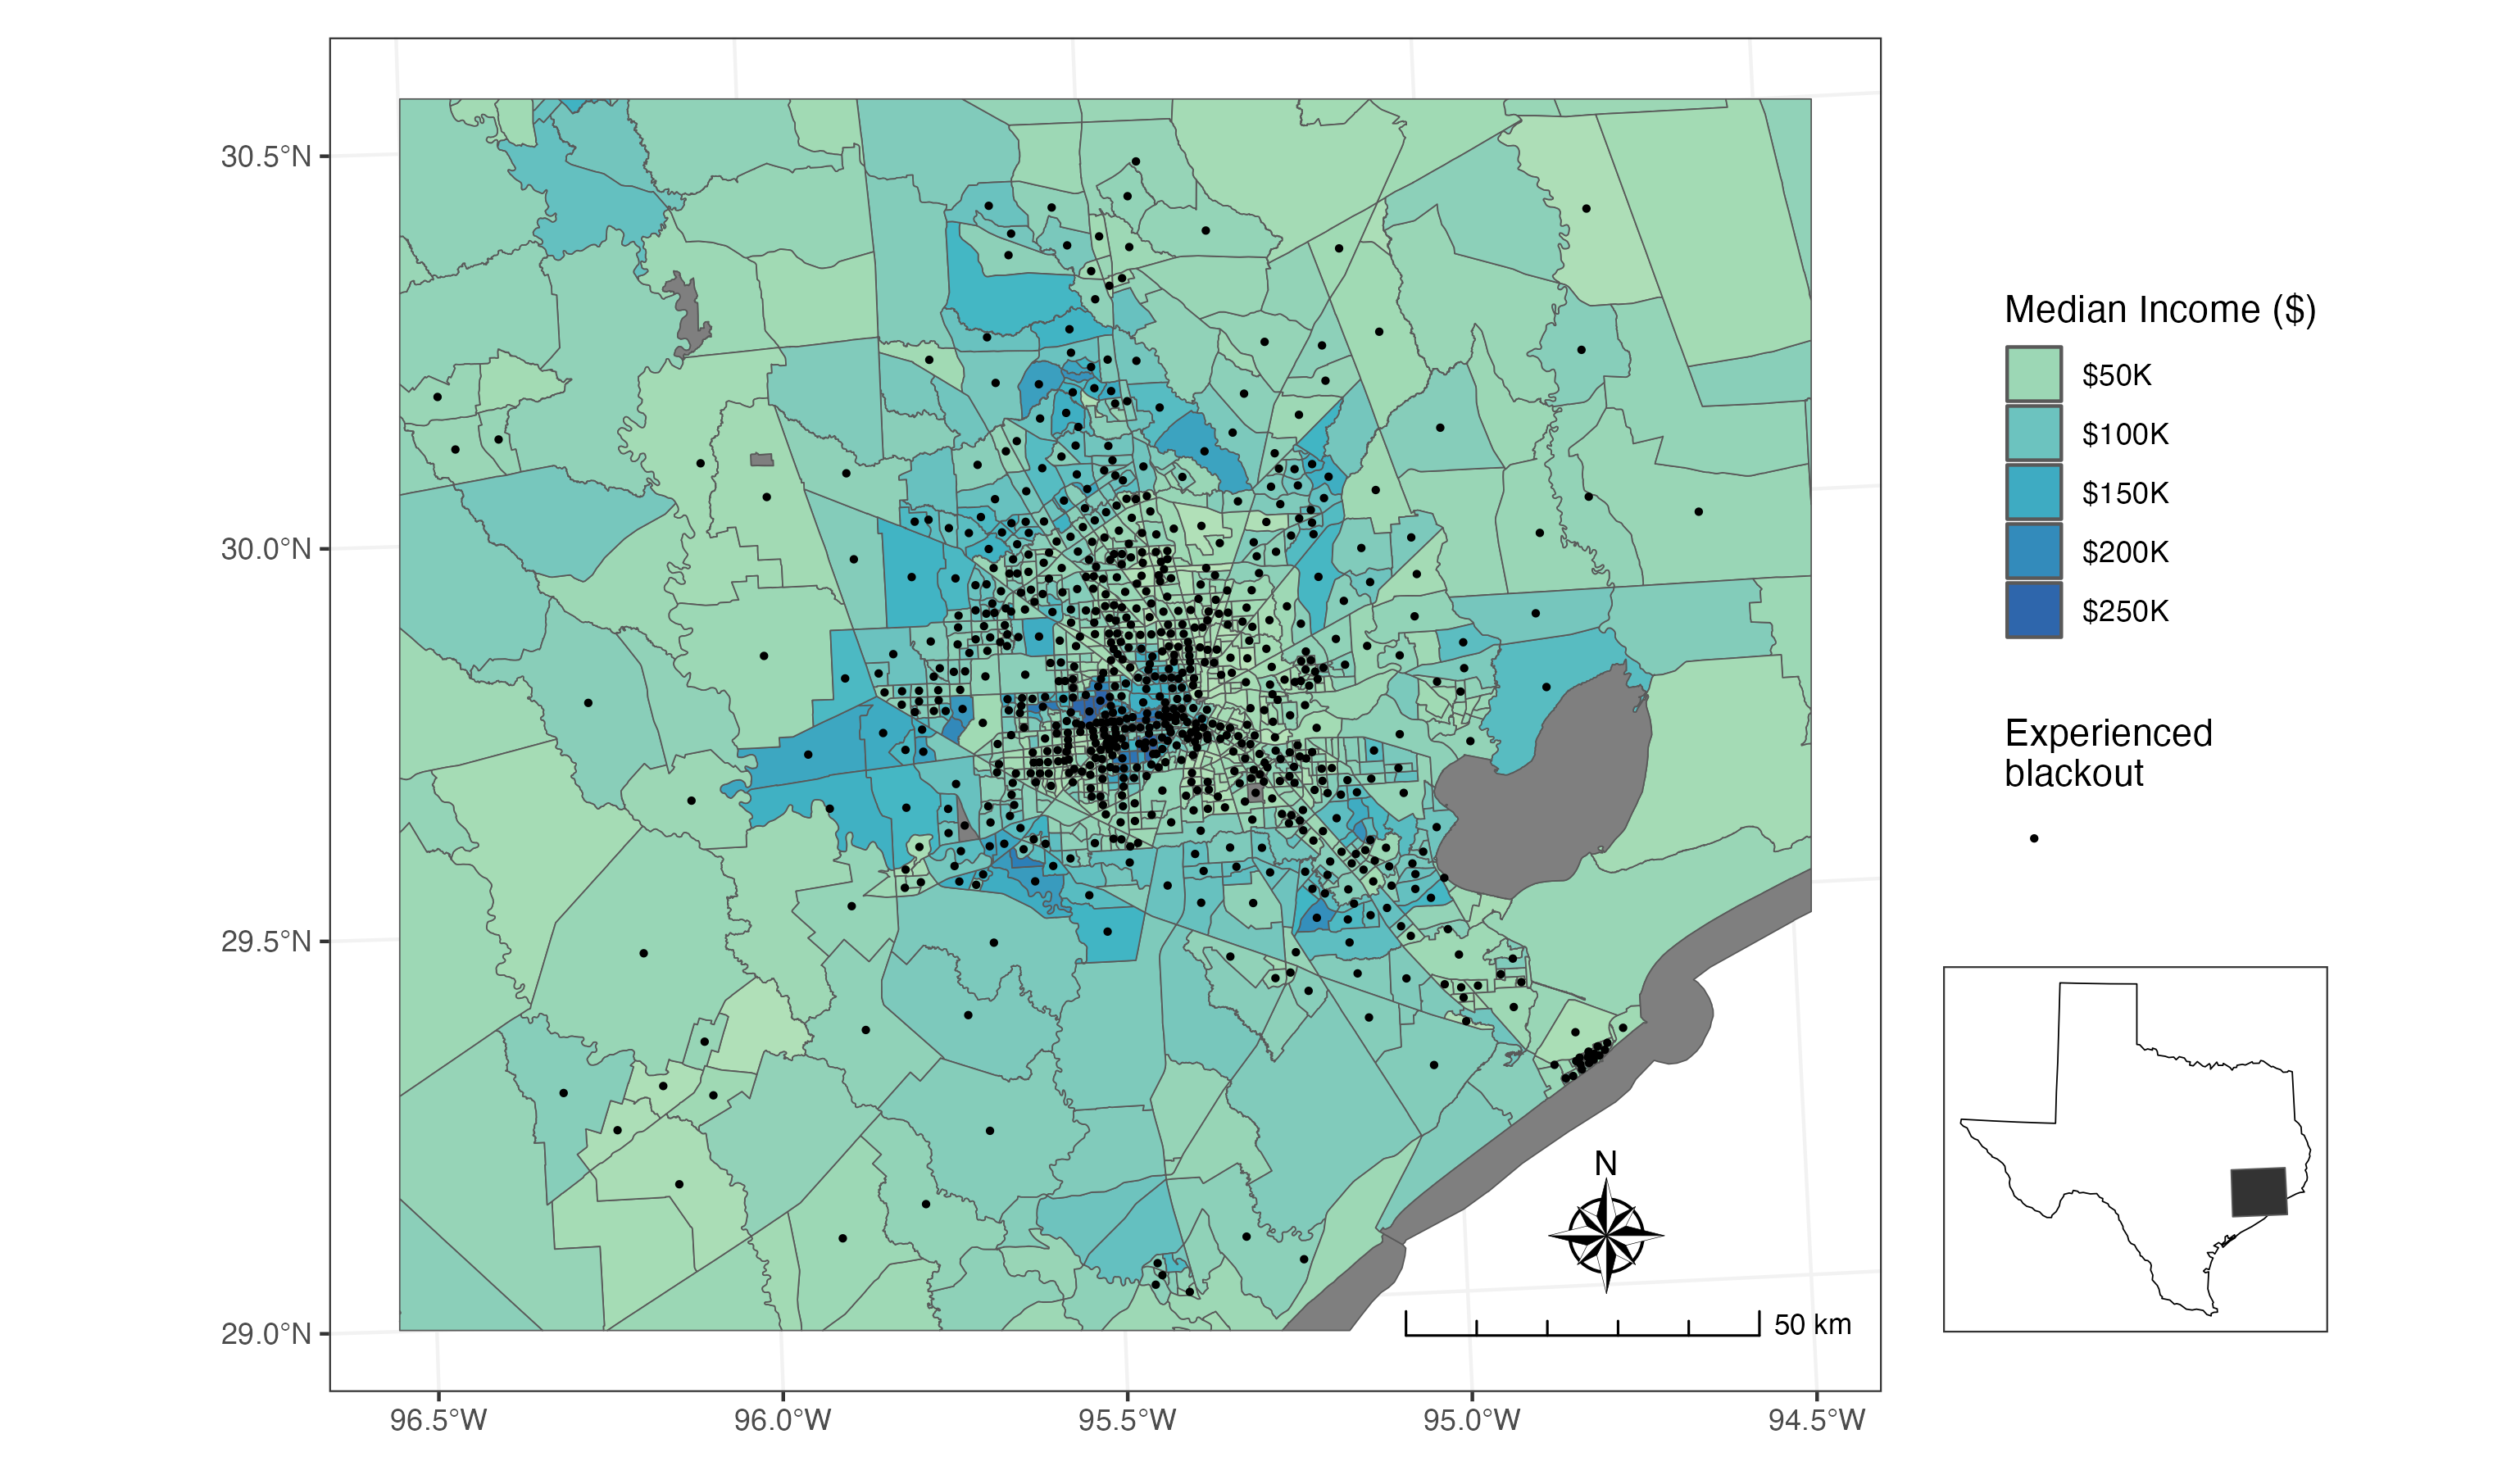 30.5°N
30.0°N
29.5°N
29.0°N
96.5°W
96.0°W
95.5°W
95.0°W
94.5°W
N
50 km
Median Income ($)
$50K
$100K
$150K
$200K
$250K
Experienced
blackout